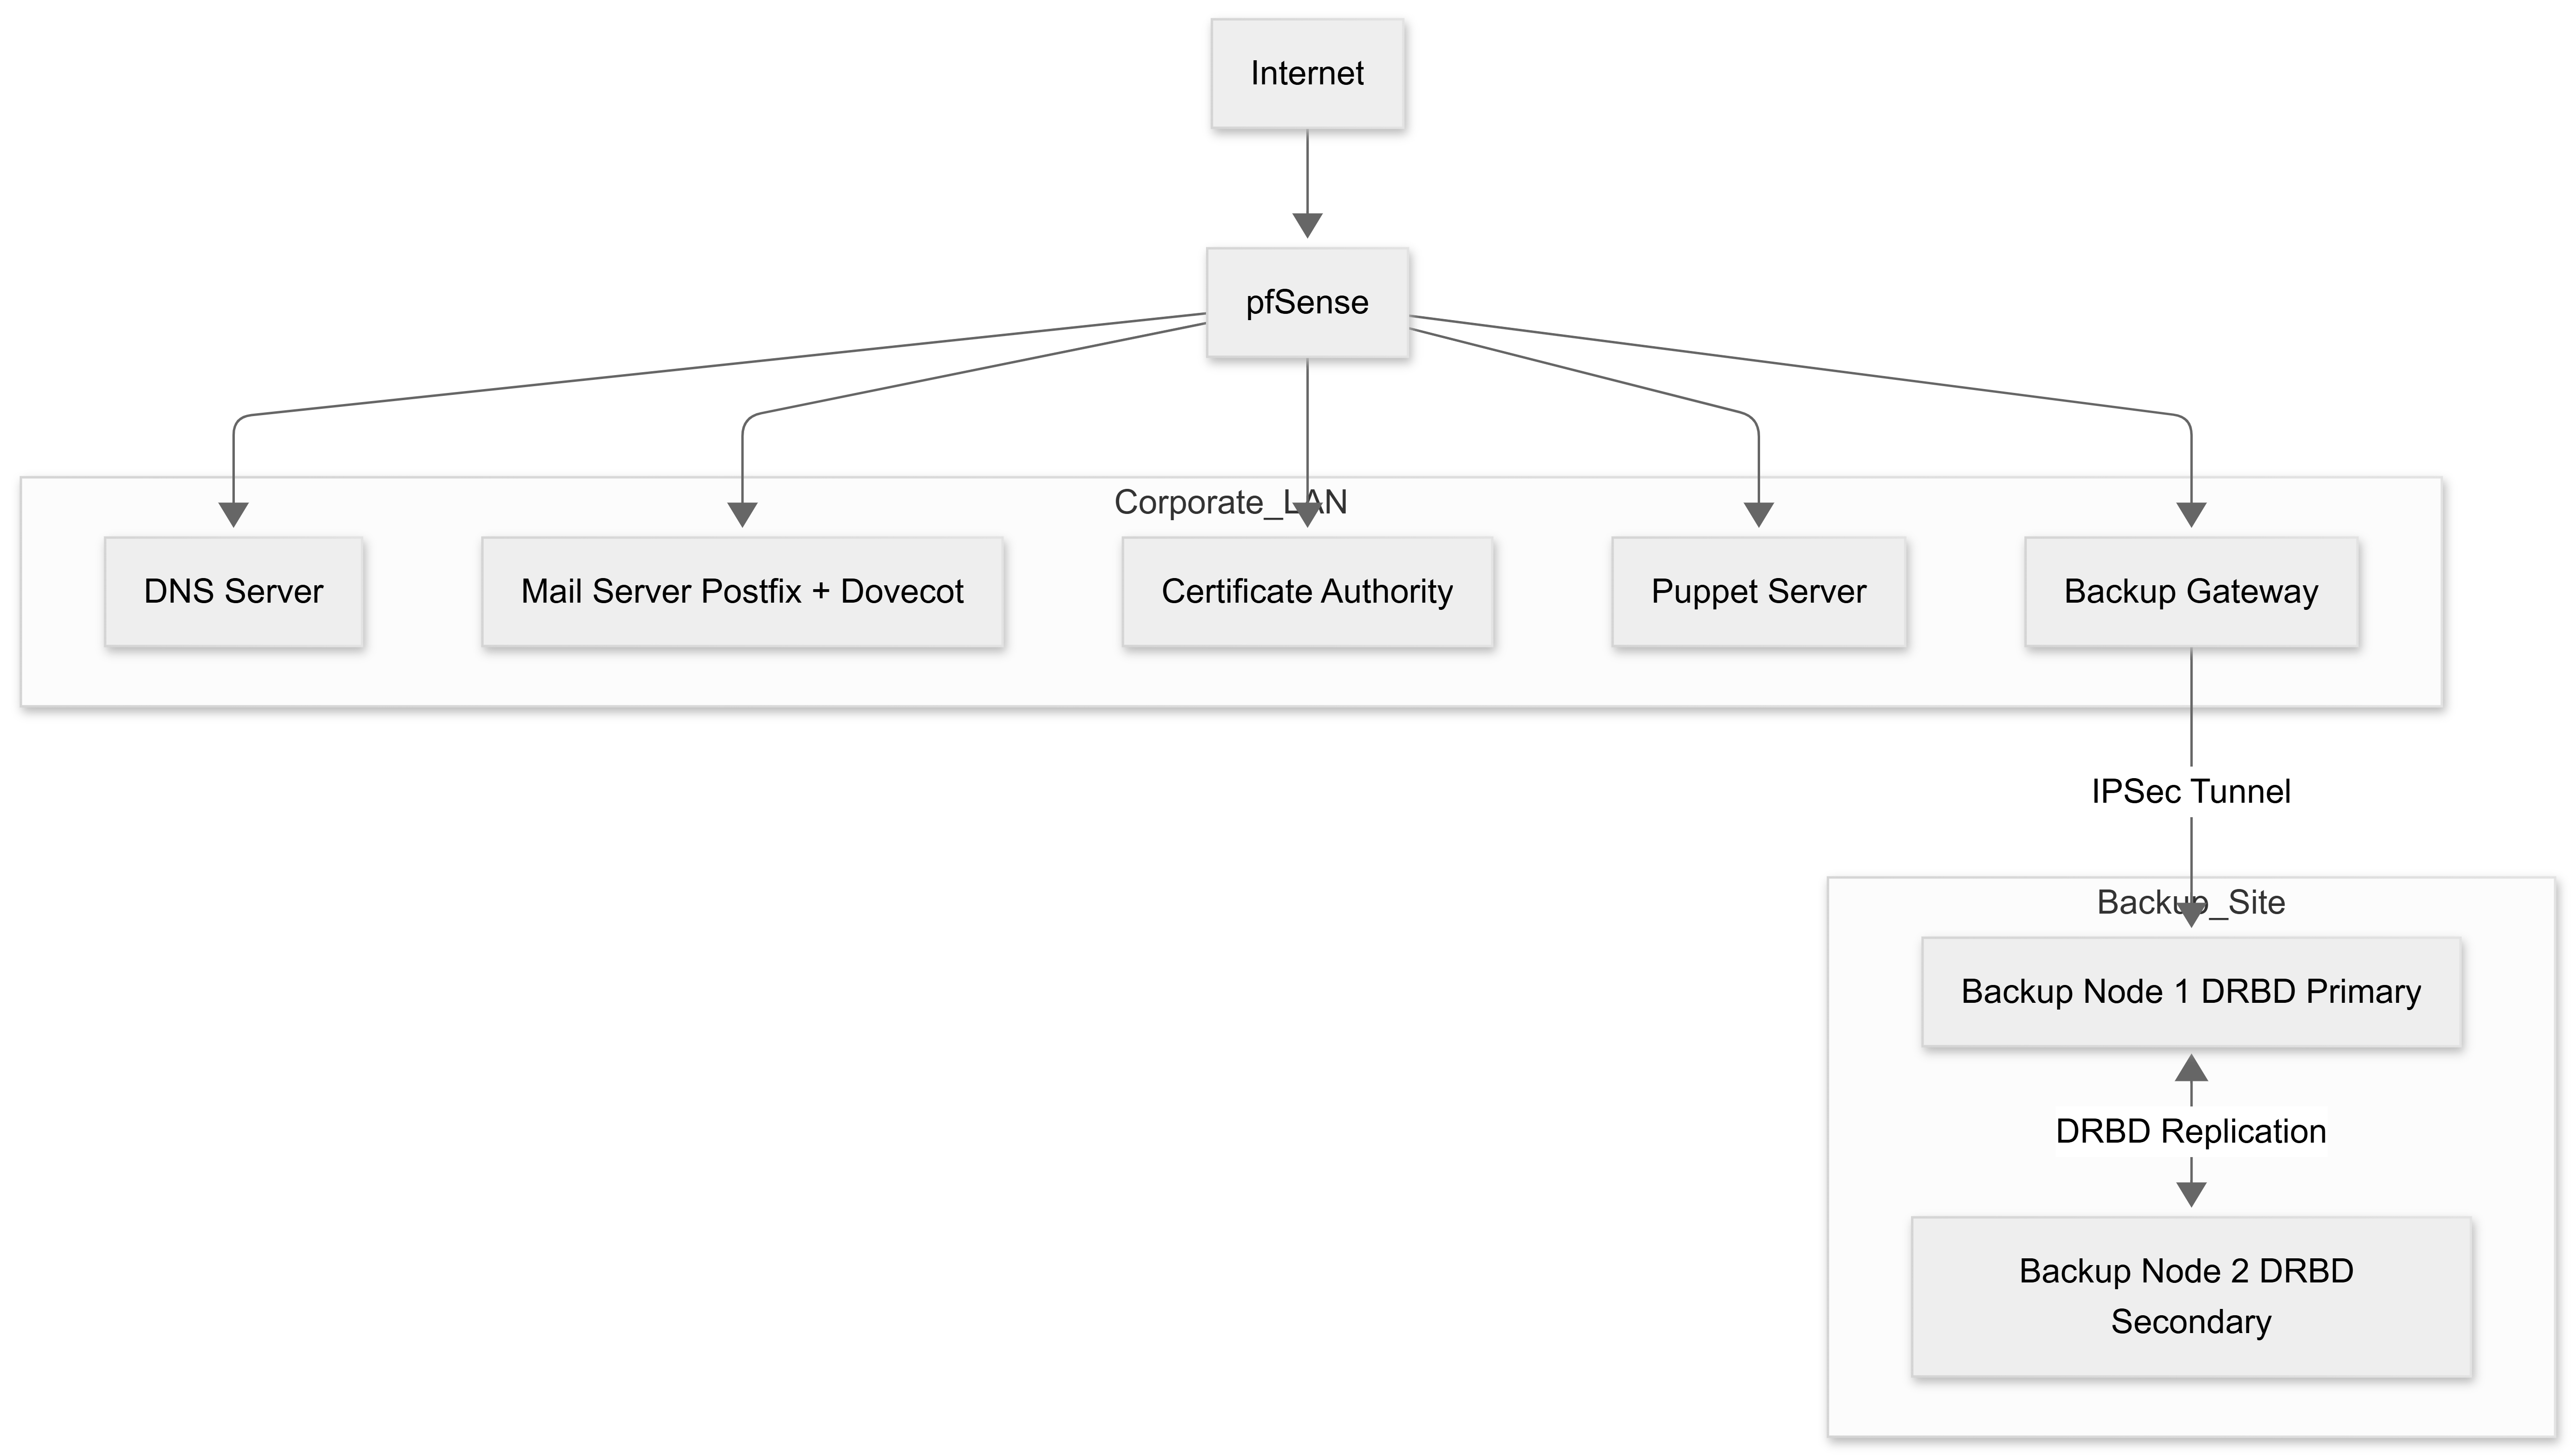 Internet
pfSense
Corporate_LAN
DNS Server
Mail Server Postfix + Dovecot
Certificate Authority
Puppet Server
Backup Gateway
IPSec Tunnel
Backup_Site
Backup Node 1 DRBD Primary
DRBD Replication
Backup Node 2 DRBD
Secondary